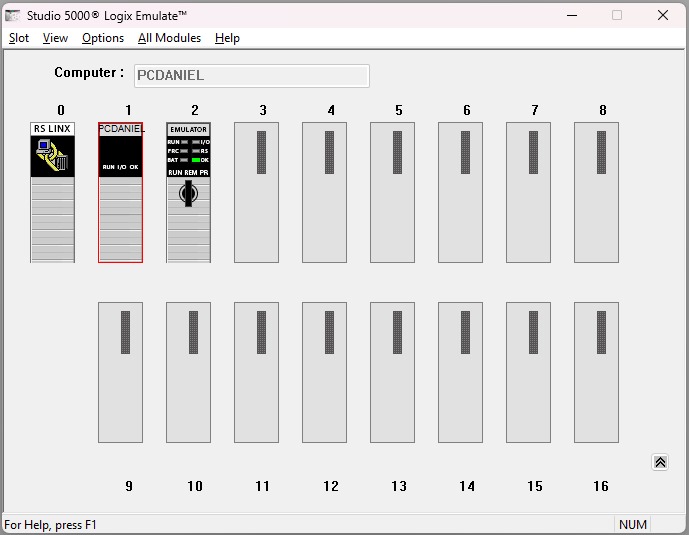 Studio 5000® Logix Emulate™
Slot View Options All Modules Help
Computer : PCDANIEL
0 1 2 3 4 5 6 7 8
RS LINX PCDANIEL EMULATOR
RUN I/O
FRC RS
BAT OK
RUN I/O OK
RUN REM PR
9 10 11 12 13 14 15 16
For Help, press F1 NUM